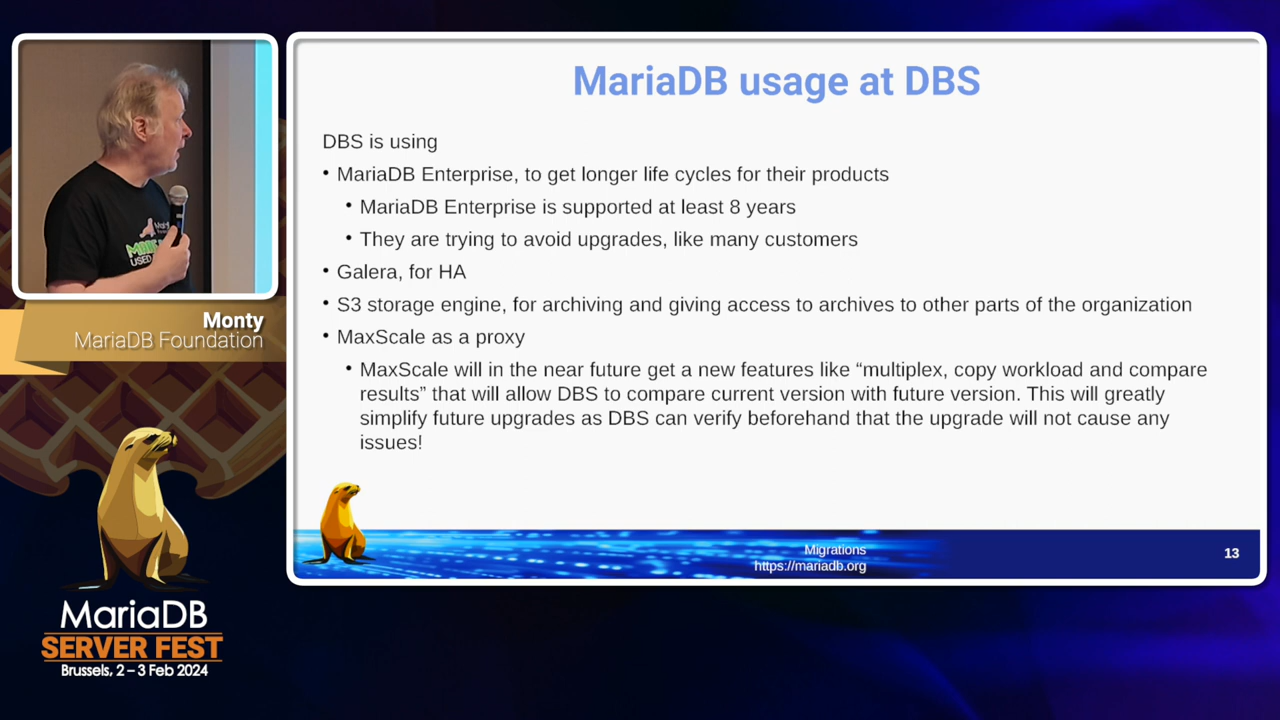 MariaDB usage at DBS
DBS is using
• MariaDB Enterprise, to get longer life cycles for their products
• MariaDB Enterprise is supported at least 8 years
• They are trying to avoid upgrades, like many customers
• Galera, for HA
• S3 storage engine, for archiving and giving access to archives to other parts of the organization
• MaxScale as a proxy
• MaxScale will in the near future get a new features like “multiplex, copy workload and compare
results” that will allow DBS to compare current version with future version. This will greatly
simplify future upgrades as DBS can verify beforehand that the upgrade will not cause any
issues!
Migrations
https://mariadb.org
13
Monty
MariaDB Foundation
MariaDB
SERVER FEST
Brussels, 2 – 3 Feb 2024